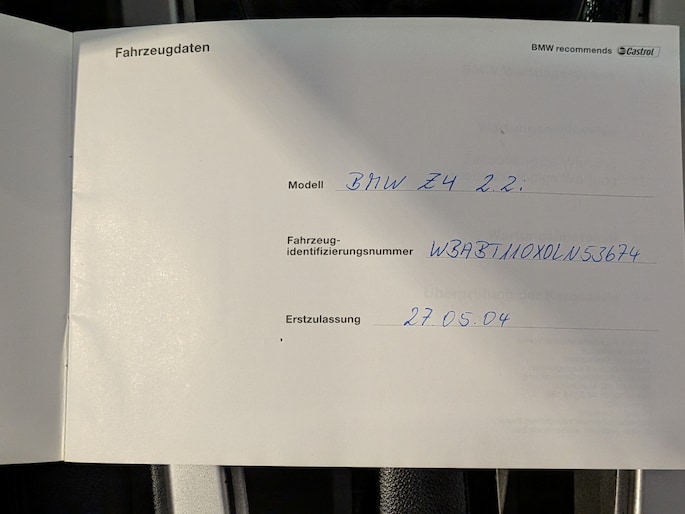 Fahrzeugdaten
BMW recommends Castrol
Modell BMW Z4 2.2i
Fahrzeug-
identifizierungsnummer WBABT110X0LN53674
Erstzulassung 27 05.04